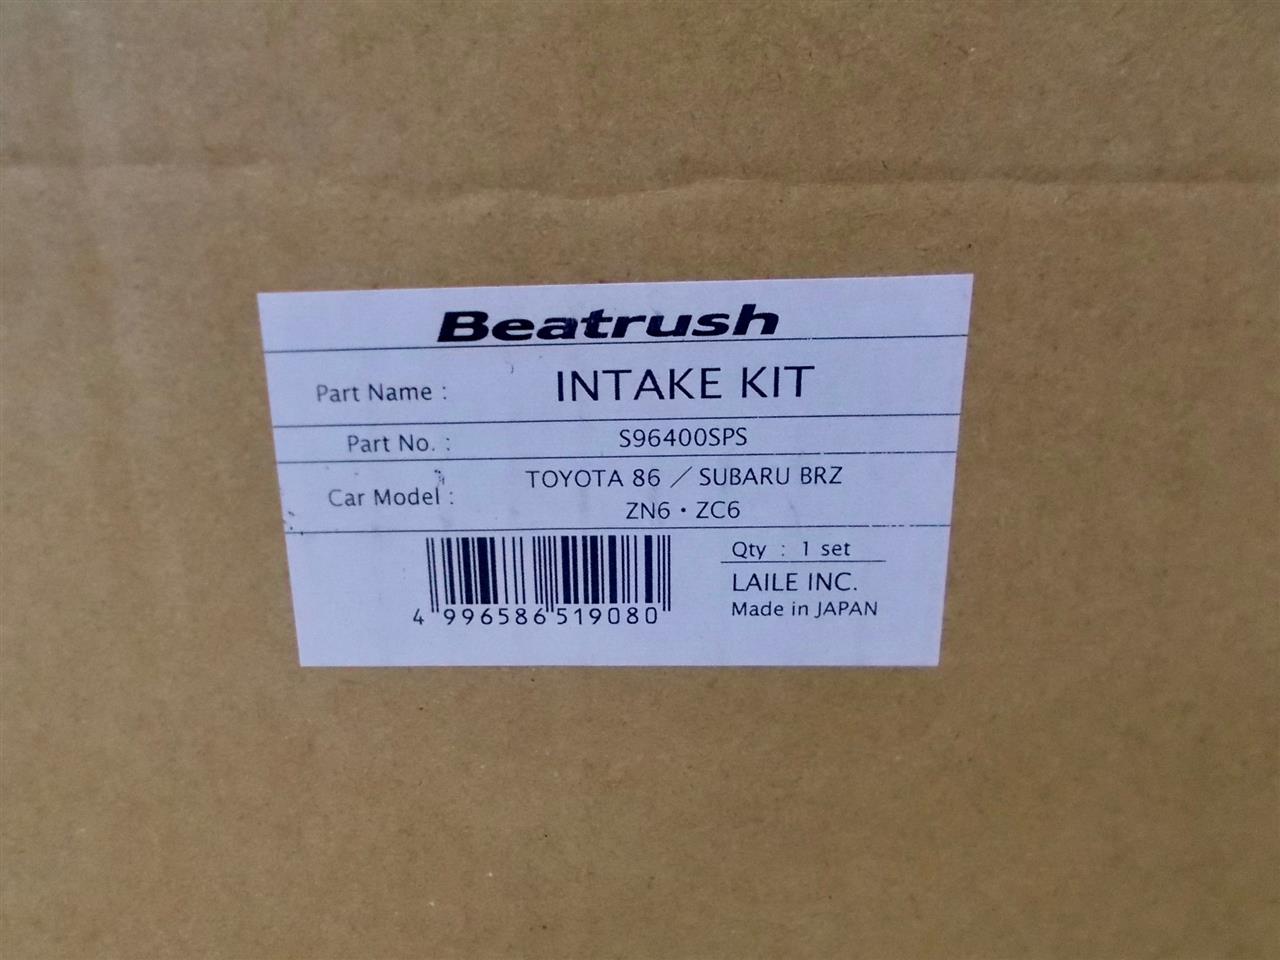 Beatrush
Part Name : INTAKE KIT
Part No. : S96400SPS
Car Model : TOYOTA 86 / SUBARU BRZ
ZN6・ZC6
Qty : 1 set
LAILE INC.
Made in JAPAN
4 996586 519080